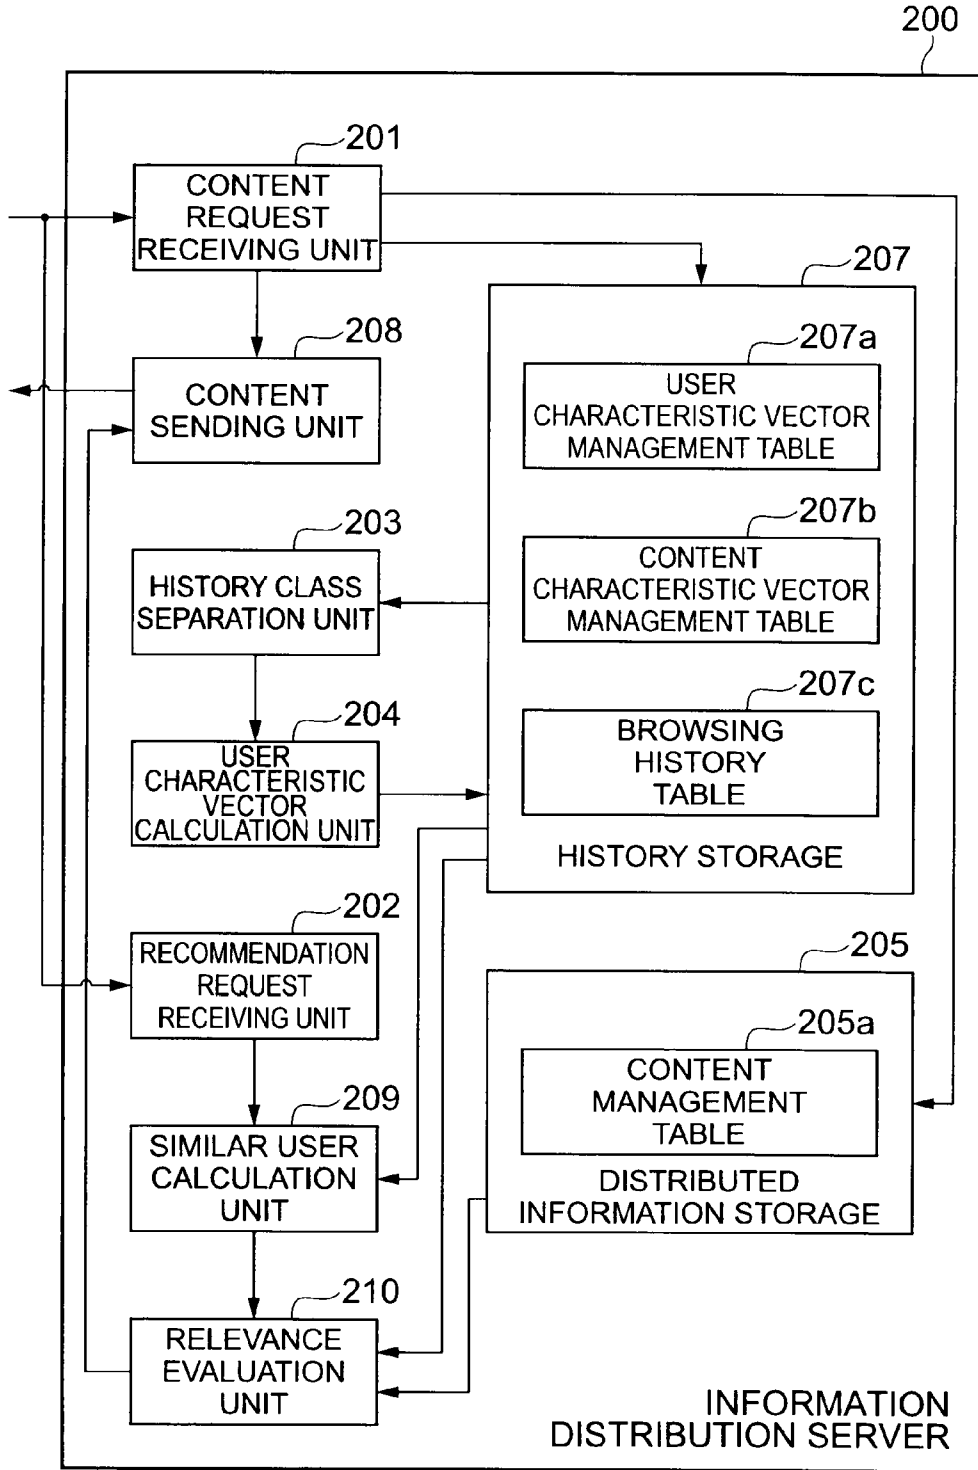 200
201
CONTENT
REQUEST
RECEIVING UNIT
207
208
CONTENT
SENDING UNIT
207a
USER
CHARACTERISTIC VECTOR
MANAGEMENT TABLE
207b
CONTENT
CHARACTERISTIC VECTOR
MANAGEMENT TABLE
203
HISTORY CLASS
SEPARATION UNIT
207c
BROWSING
HISTORY
TABLE
HISTORY STORAGE
204
USER
CHARACTERISTIC
VECTOR
CALCULATION UNIT
202
RECOMMENDATION
REQUEST
RECEIVING UNIT
205
205a
CONTENT
MANAGEMENT
TABLE
DISTRIBUTED
INFORMATION STORAGE
209
SIMILAR USER
CALCULATION
UNIT
210
RELEVANCE
EVALUATION
UNIT
INFORMATION
DISTRIBUTION SERVER